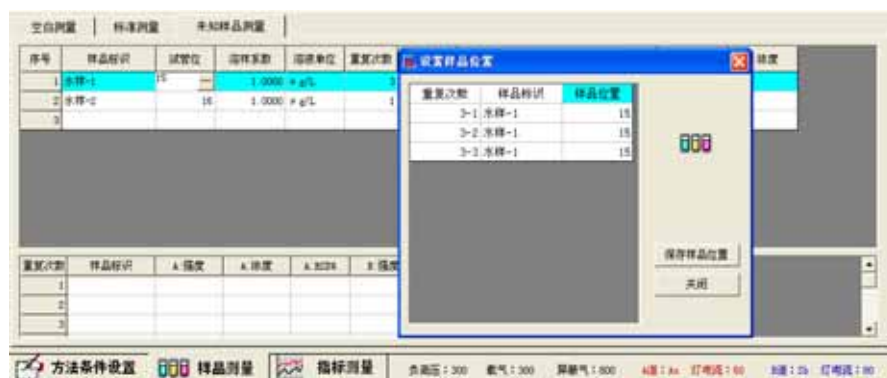 空白测量 标准测量 未知样品测量
序号 样品标识 试管位 溶样系数 溶液单位 重复次数 浓度
1 水样-1 15 1.0000 g/L 3
2 水样-2 16 1.0000 g/L 1
3
设置样品位置
重复次数 样品标识 样品位置
3-1 水样-1 15
3-2 水样-1 15
3-3 水样-1 15
保存样品位置
关闭
重复次数 样品标识 A:强度 A:浓度 B:强度
1
2
3
方法条件设置 样品测量 指标测量 负高压:300 载气:300 屏蔽气:800 A道:As 灯电流:60 B道:Sb 灯电流:80